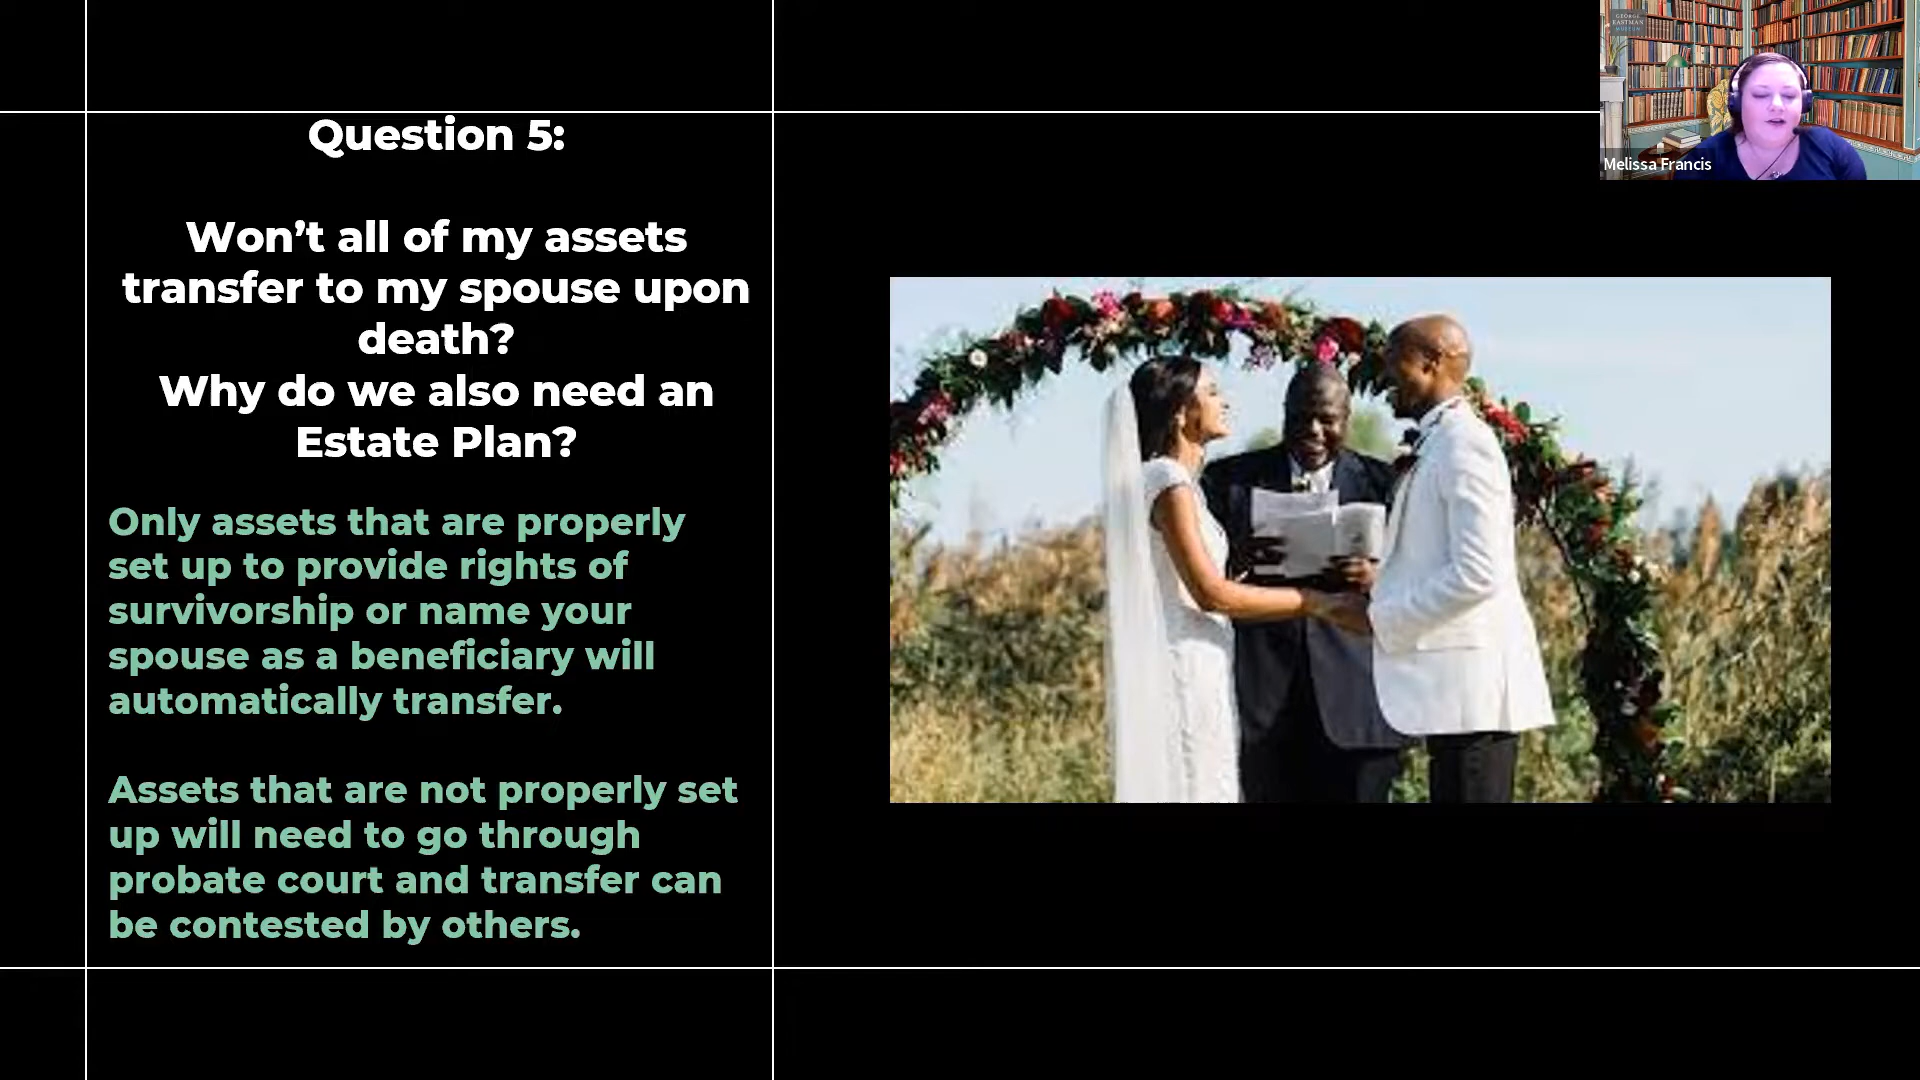 Question 5:
Won’t all of my assets
transfer to my spouse upon
death?
Why do we also need an
Estate Plan?
Only assets that are properly
set up to provide rights of
survivorship or name your
spouse as a beneficiary will
automatically transfer.
Assets that are not properly set
up will need to go through
probate court and transfer can
be contested by others.
GEORGE
EASTMAN
MUSEUM
Melissa Francis